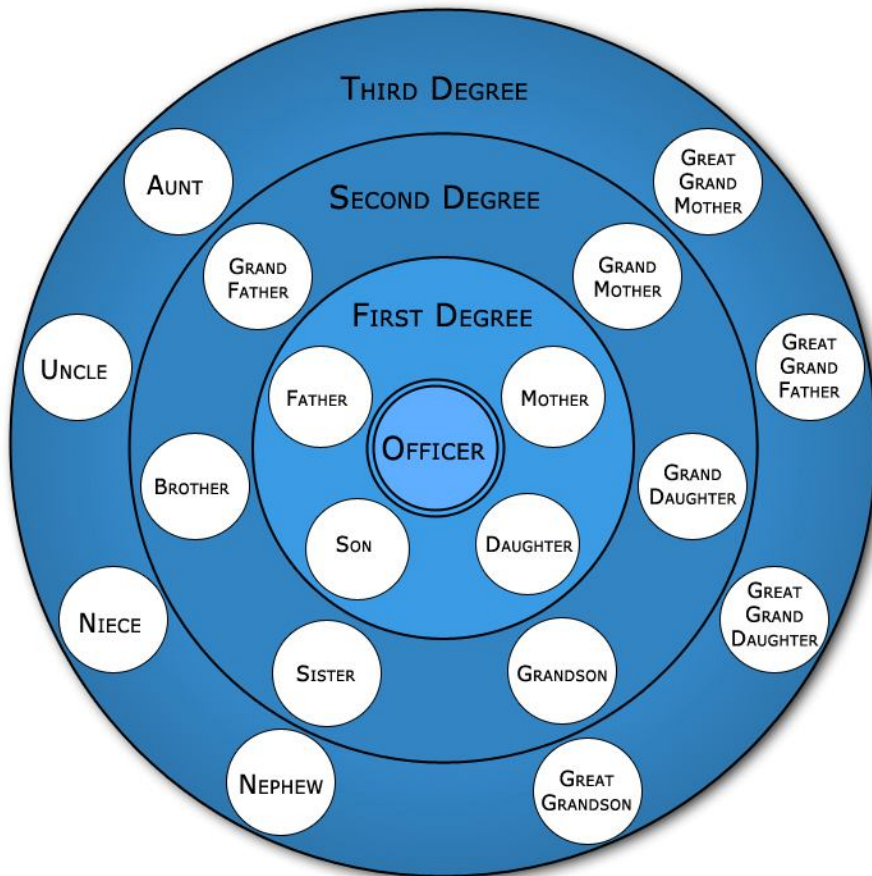 THIRD DEGREE
AUNT
GREAT
GRAND
MOTHER
SECOND DEGREE
GRAND
FATHER
GRAND
MOTHER
FIRST DEGREE
UNCLE
GREAT
GRAND
FATHER
FATHER
MOTHER
OFFICER
BROTHER
GRAND
DAUGHTER
SON
DAUGHTER
NIECE
GREAT
GRAND
DAUGHTER
SISTER
GRANDSON
NEPHEW
GREAT
GRANDSON